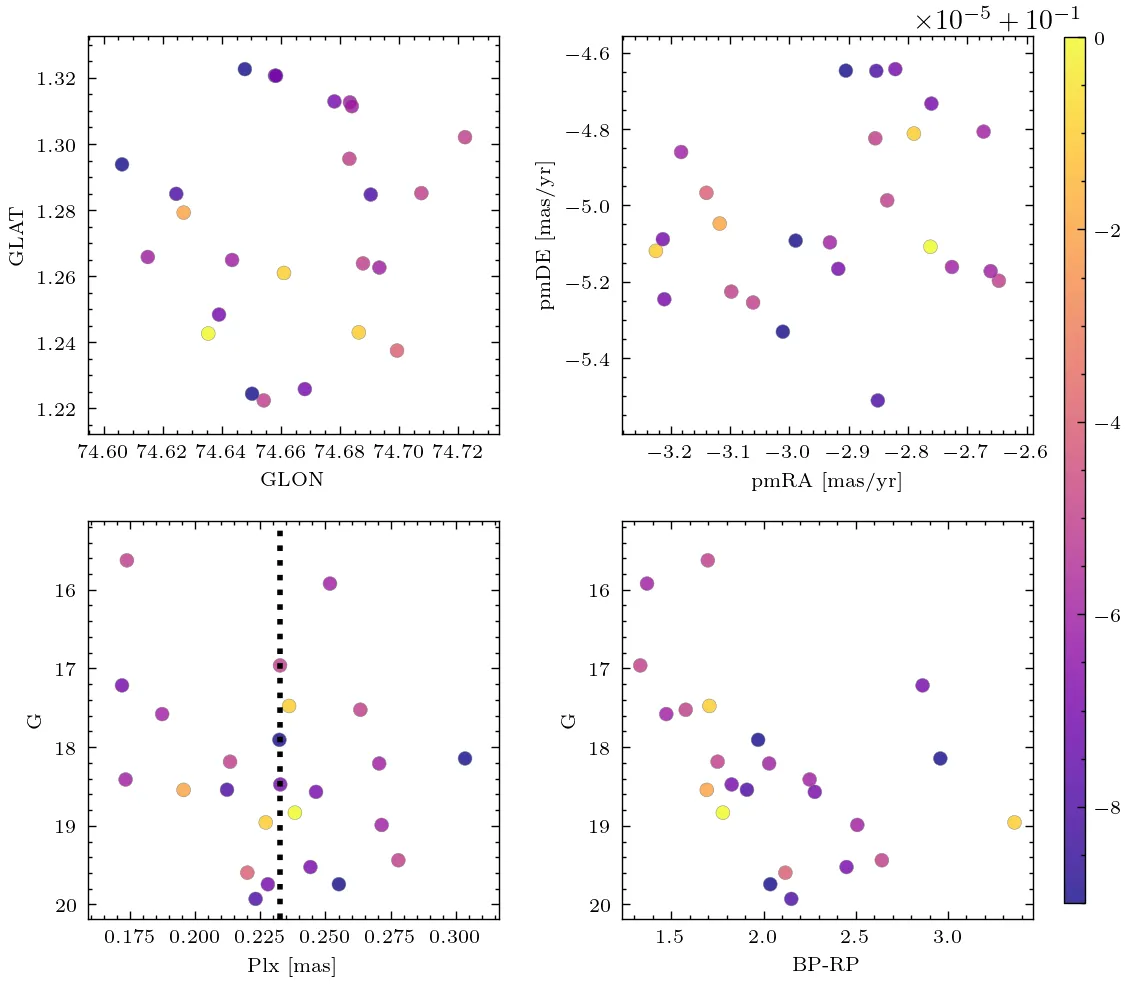 ×10⁻⁵ + 10⁻¹
1.32
1.30
1.28
1.26
1.24
1.22
GLAT
74.60 74.62 74.64 74.66 74.68 74.70 74.72
GLON
−4.6
−4.8
−5.0
−5.2
−5.4
pmDE [mas/yr]
−3.2 −3.1 −3.0 −2.9 −2.8 −2.7 −2.6
pmRA [mas/yr]
0
−2
−4
−6
−8
16
17
18
19
20
G
0.175 0.200 0.225 0.250 0.275 0.300
Plx [mas]
16
17
18
19
20
G
1.5 2.0 2.5 3.0
BP-RP